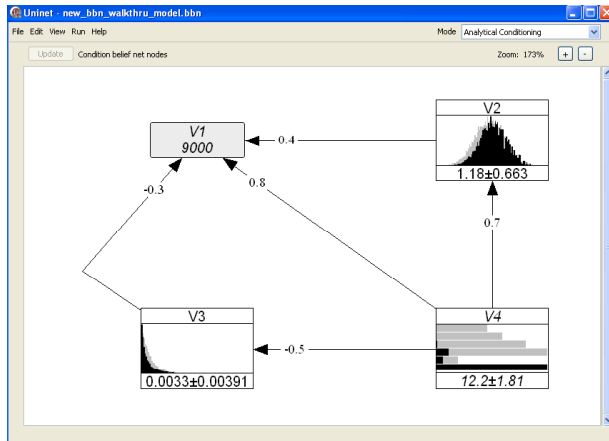 Uninet - new_bbn_walkthru_model.bbn
File Edit View Run Help
Mode Analytical Conditioning
Update Condition belief net nodes
Zoom: 173% + -
V1
9000
V2
1.18±0.663
0.4
-0.3
0.8
0.7
V3
0.0033±0.00391
-0.5
V4
12.2±1.81